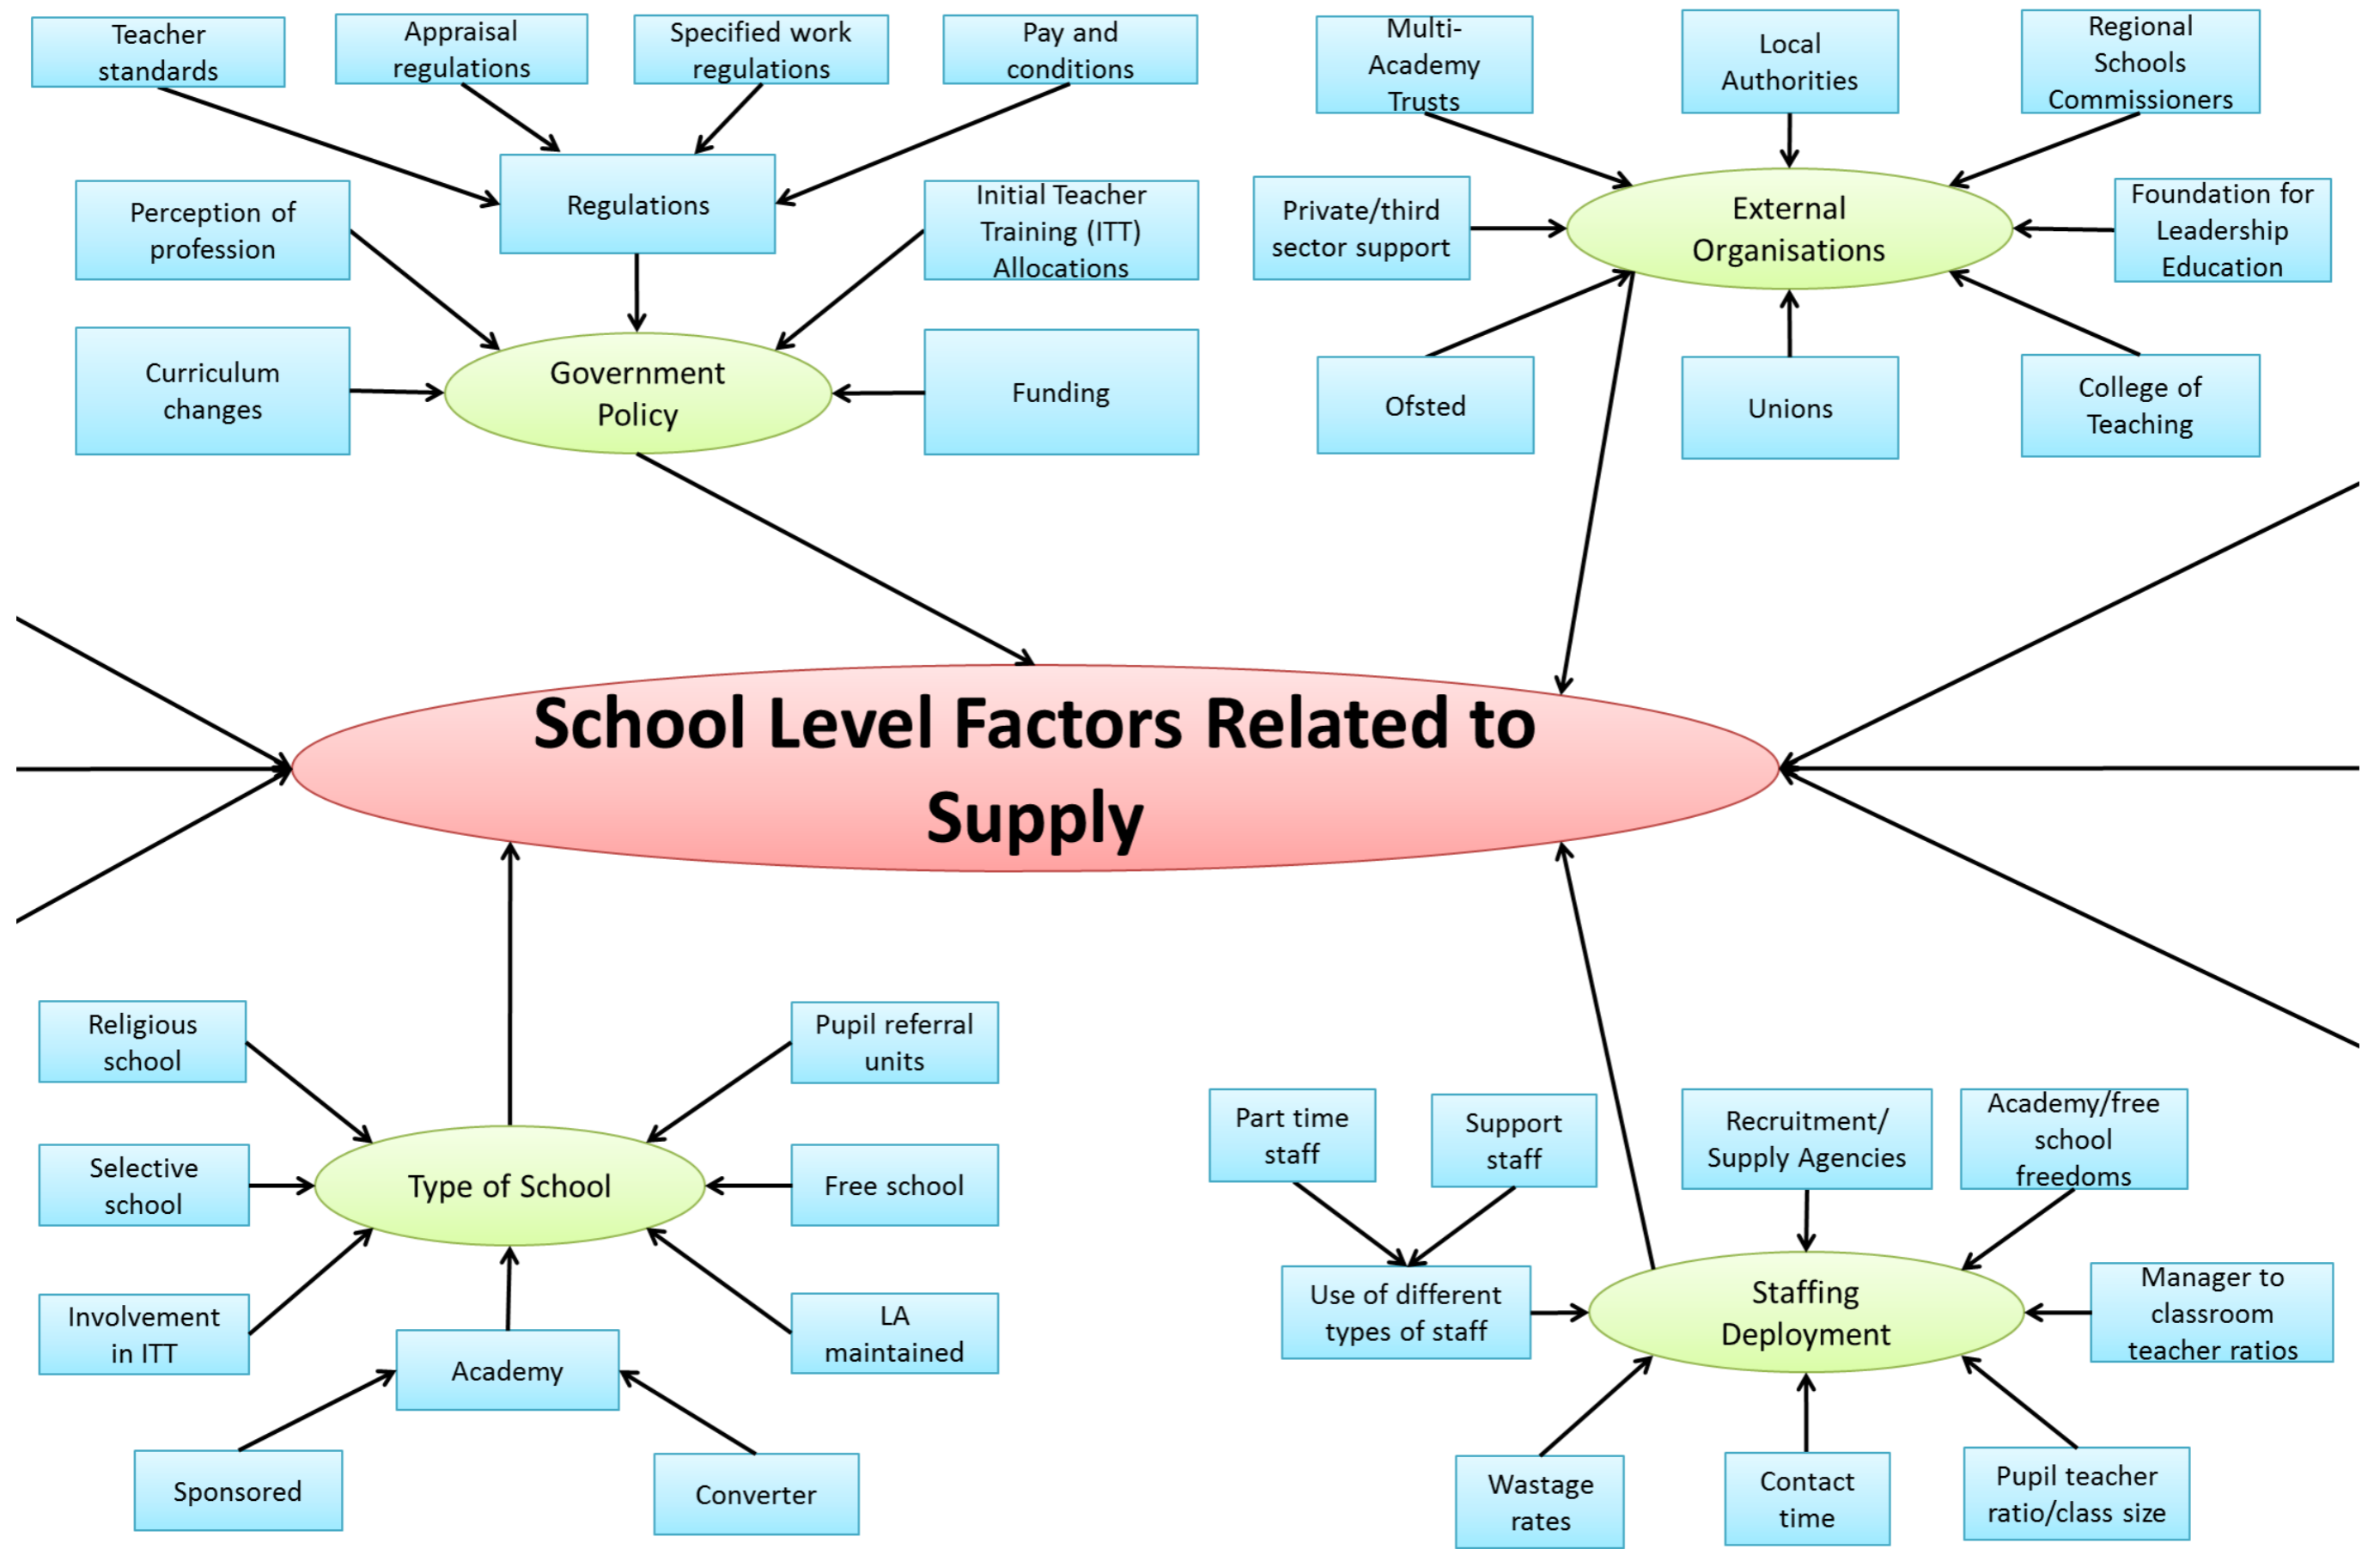 Teacher
standards
Appraisal
regulations
Specified work
regulations
Pay and
conditions
Regulations
Perception of
profession
Initial Teacher
Training (ITT)
Allocations
Curriculum
changes
Government
Policy
Funding
Multi-
Academy
Trusts
Local
Authorities
Regional
Schools
Commissioners
Private/third
sector support
External
Organisations
Foundation for
Leadership
Education
Ofsted
Unions
College of
Teaching
School Level Factors Related to
Supply
Religious
school
Pupil referral
units
Selective
school
Type of School
Free school
Involvement
in ITT
Academy
LA
maintained
Sponsored
Converter
Part time
staff
Support
staff
Recruitment/
Supply Agencies
Academy/free
school
freedoms
Use of different
types of staff
Staffing
Deployment
Manager to
classroom
teacher ratios
Wastage
rates
Contact
time
Pupil teacher
ratio/class size